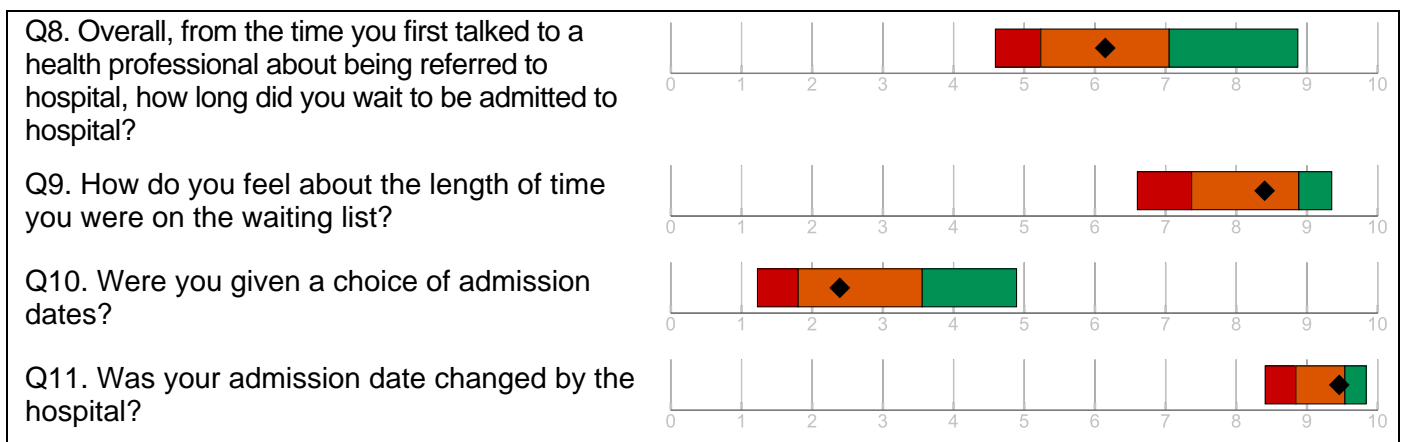 Q8. Overall, from the time you first talked to a
health professional about being referred to
hospital, how long did you wait to be admitted to
hospital?
0 1 2 3 4 5 6 7 8 9 10
Q9. How do you feel about the length of time
you were on the waiting list?
0 1 2 3 4 5 6 7 8 9 10
Q10. Were you given a choice of admission
dates?
0 1 2 3 4 5 6 7 8 9 10
Q11. Was your admission date changed by the
hospital?
0 1 2 3 4 5 6 7 8 9 10